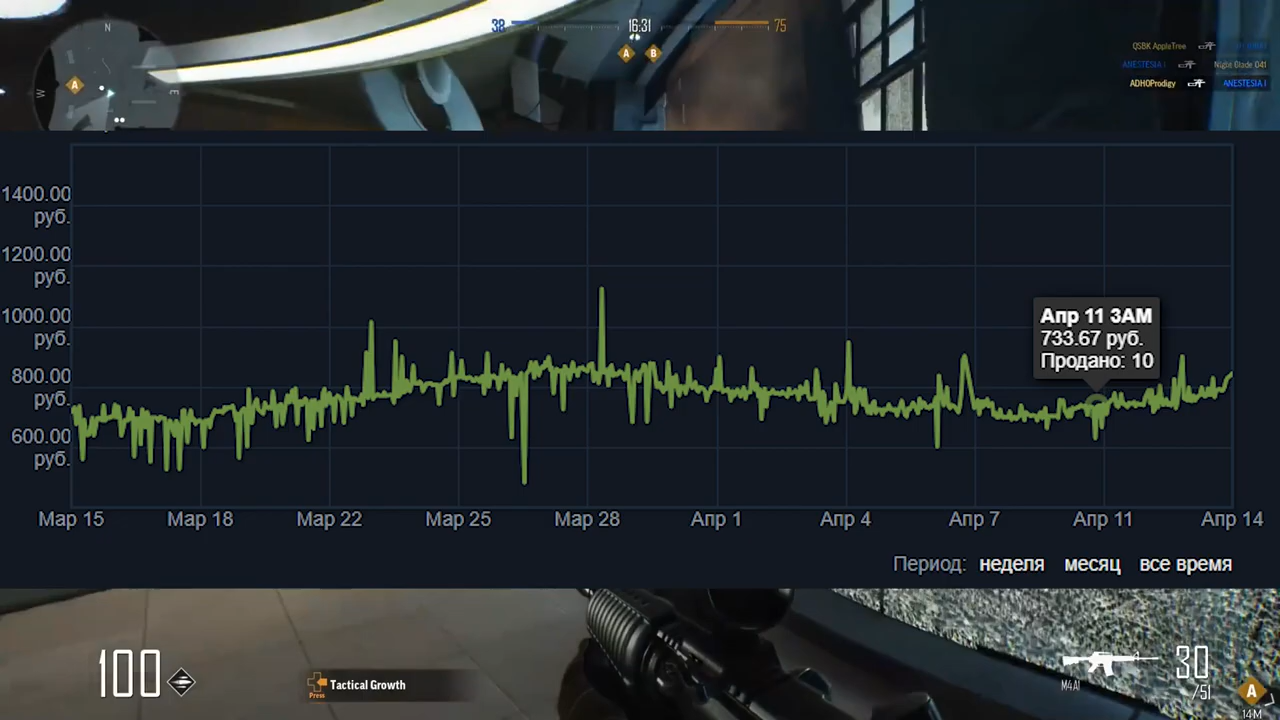 N
38
16:31
75
A
B
QSBK AppleTree
ANESTESIA I
Night Blade 041
ADHOProdigy
ANESTESIA I
A
W
E
1400.00
руб.
1200.00
руб.
1000.00
руб.
800.00
руб.
600.00
руб.
Апр 11 3AM
733.67 руб.
Продано: 10
Мар 15
Мар 18
Мар 22
Мар 25
Мар 28
Апр 1
Апр 4
Апр 7
Апр 11
Апр 14
Период:
неделя
месяц
все время
100
Press
Tactical Growth
M4A1
30
/51
A
14M